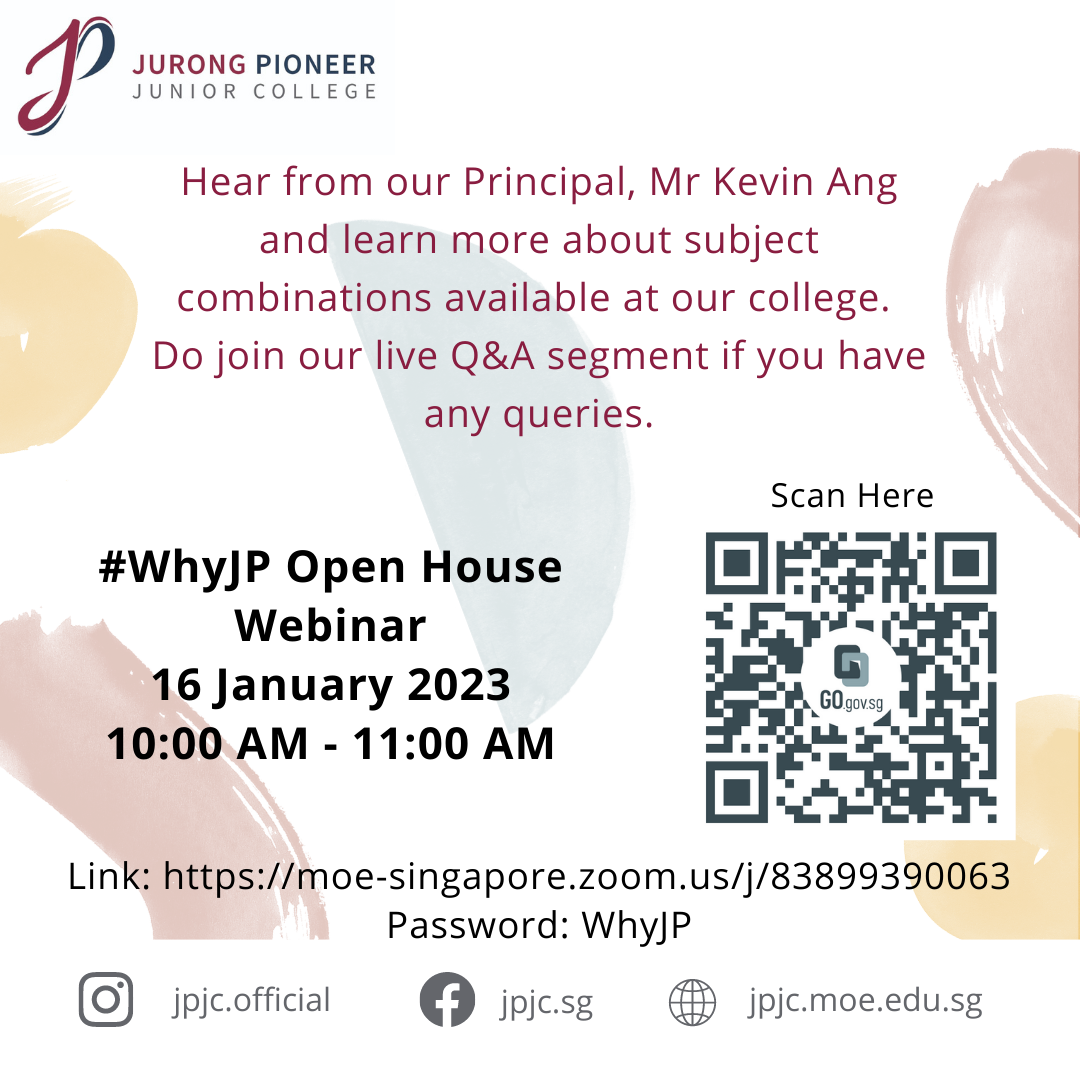 JURONG PIONEER
JUNIOR COLLEGE
Hear from our Principal, Mr Kevin Ang
and learn more about subject
combinations available at our college.
Do join our live Q&A segment if you have
any queries.
Scan Here
#WhyJP Open House
Webinar
16 January 2023
10:00 AM - 11:00 AM
GO.gov.sg
Link: https://moe-singapore.zoom.us/j/83899390063
Password: WhyJP
jpjc.official
jpjc.sg
jpjc.moe.edu.sg